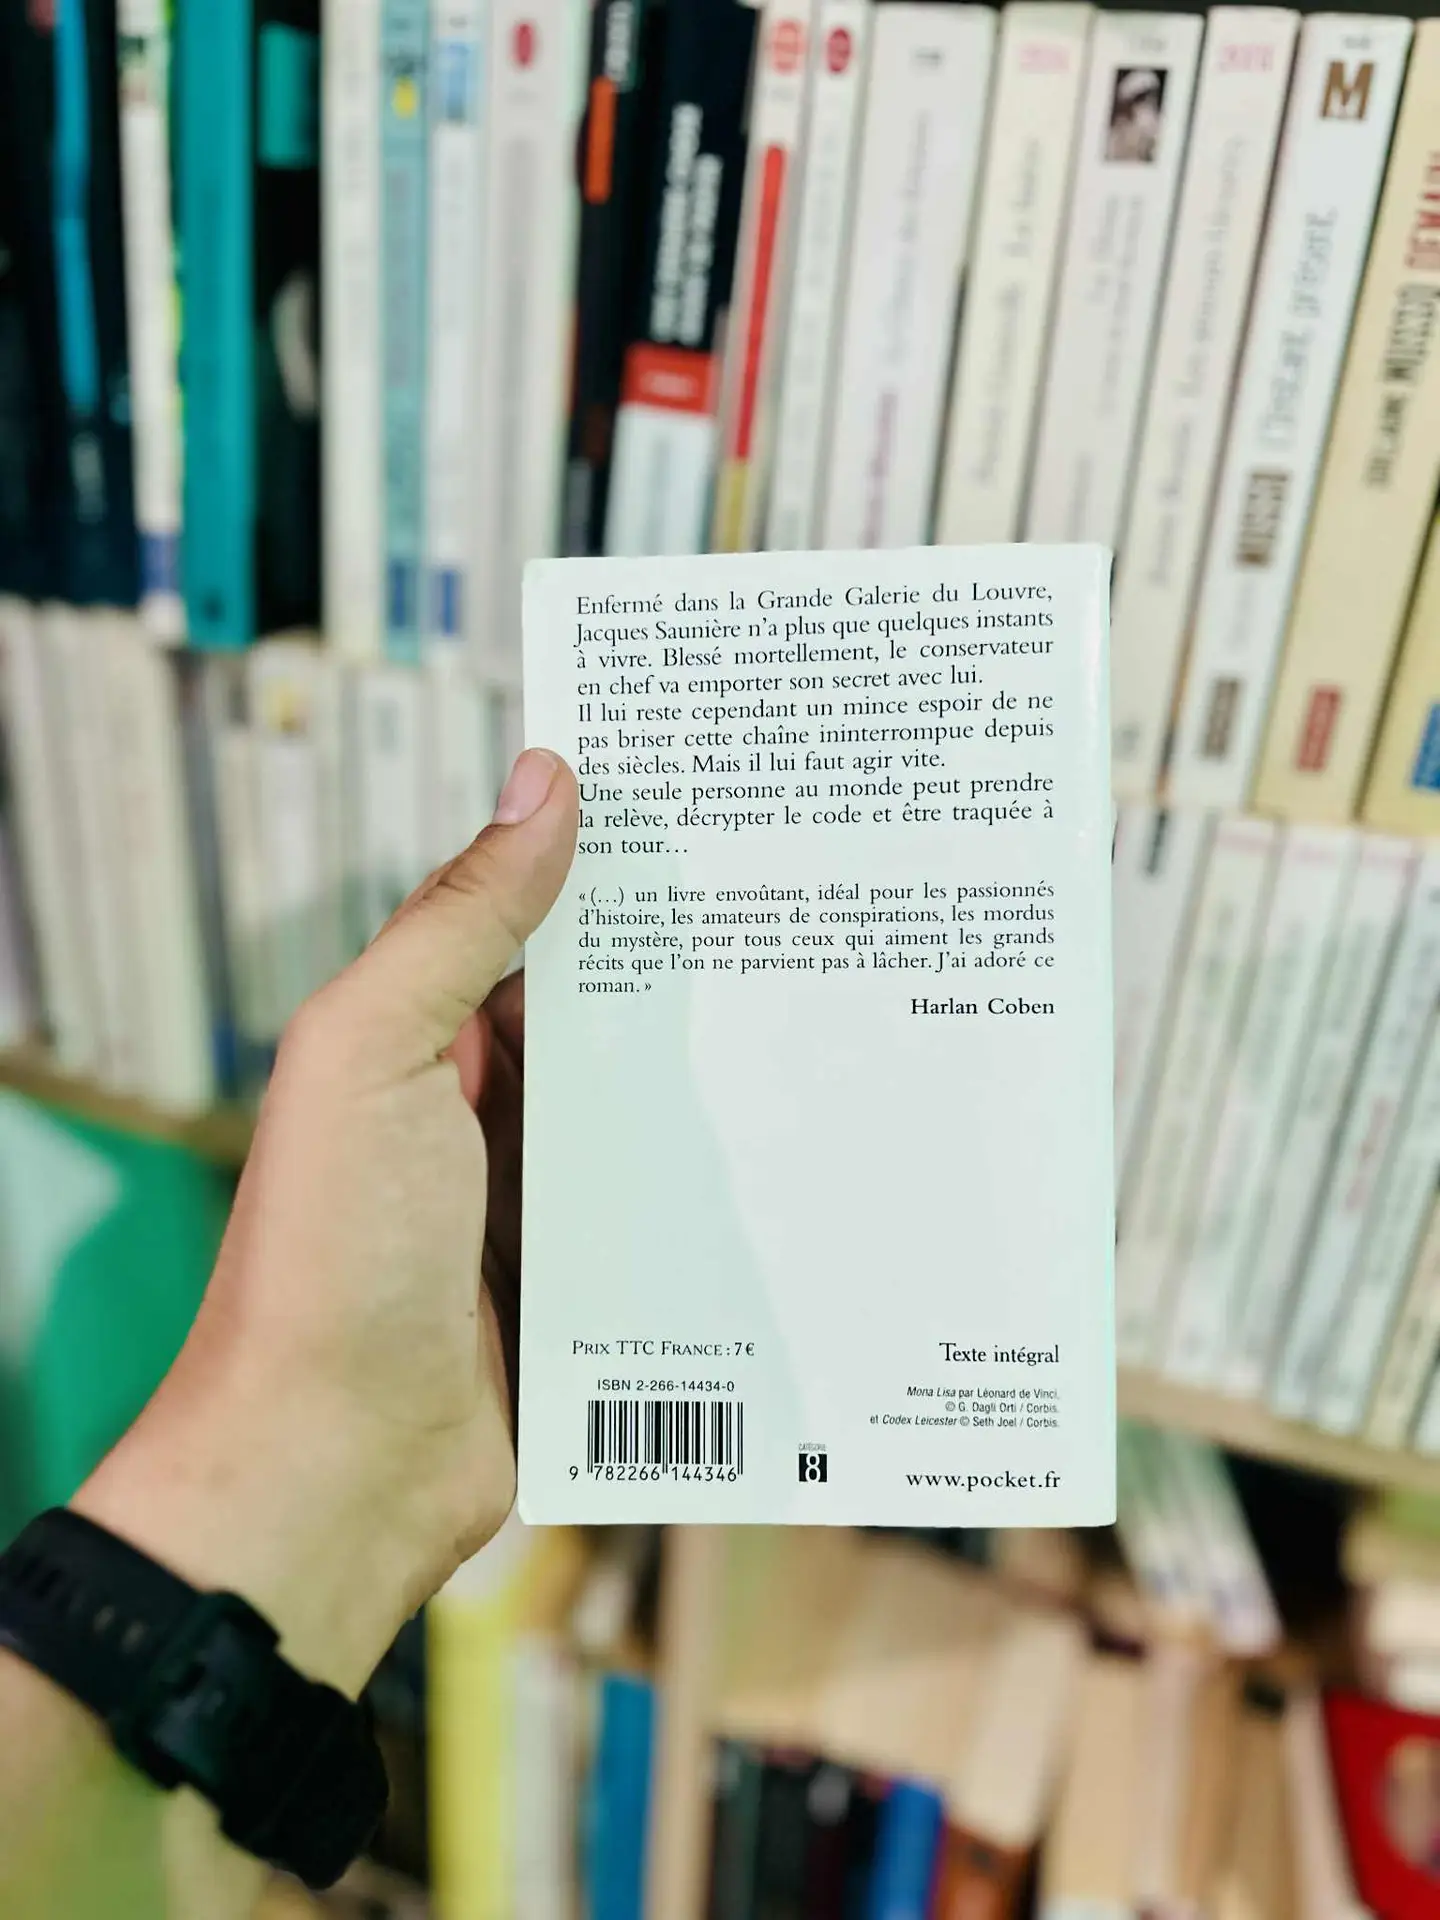 Enfermé dans la Grande Galerie du Louvre,
Jacques Saunière n'a plus que quelques instants
à vivre. Blessé mortellement, le conservateur
en chef va emporter son secret avec lui.
Il lui reste cependant un mince espoir de ne
pas briser cette chaîne ininterrompue depuis
des siècles. Mais il lui faut agir vite.
Une seule personne au monde peut prendre
la relève, décrypter le code et être traquée à
son tour…
« (…) un livre envoûtant, idéal pour les passionnés
d'histoire, les amateurs de conspirations, les mordus
du mystère, pour tous ceux qui aiment les grands
récits que l'on ne parvient pas à lâcher. J'ai adoré ce
roman. »
Harlan Coben
PRIX TTC FRANCE : 7 €
ISBN 2-266-14434-0
9 782266 144346
CATÉGORIE
8
Texte intégral
Mona Lisa par Léonard de Vinci.
© G. Dagli Orti / Corbis.
et Codex Leicester © Seth Joel / Corbis.
www.pocket.fr
M
MUSSO L'instant présent
MUSSO DEMAIN